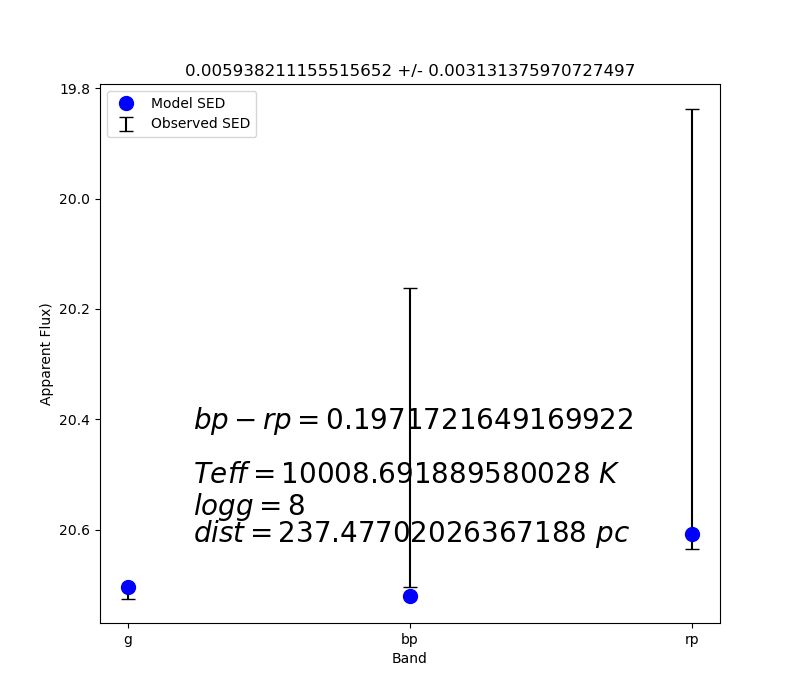 0.005938211155515652 +/- 0.003131375970727497
Model SED
Observed SED
19.8
20.0
20.2
20.4
20.6
Apparent Flux)
bp − rp = 0.1971721649169922
Teff = 10008.691889580028 K
logg = 8
dist = 237.47702026367188 pc
g bp rp
Band